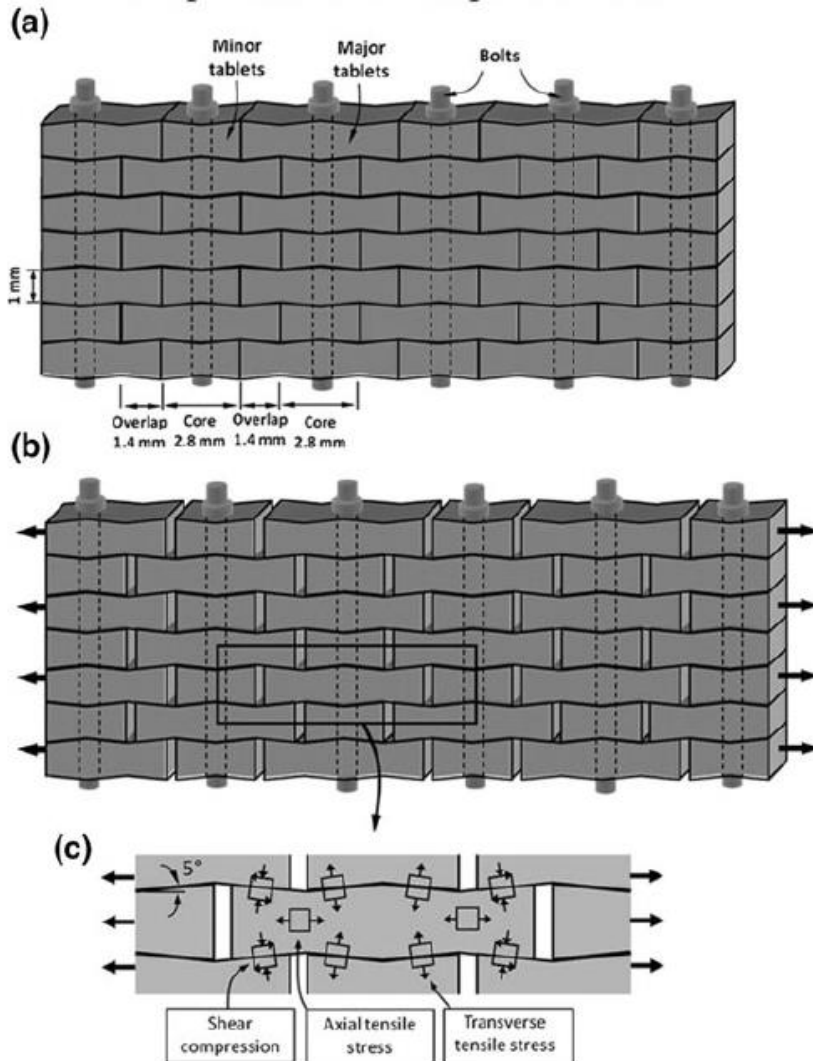 (a)
Minor
tablets
Major
tablets
Bolts
1 mm
Overlap
1.4 mm
Core
2.8 mm
Overlap
1.4 mm
Core
2.8 mm
(b)
(c)
5°
Shear
compression
Axial tensile
stress
Transverse
tensile stress